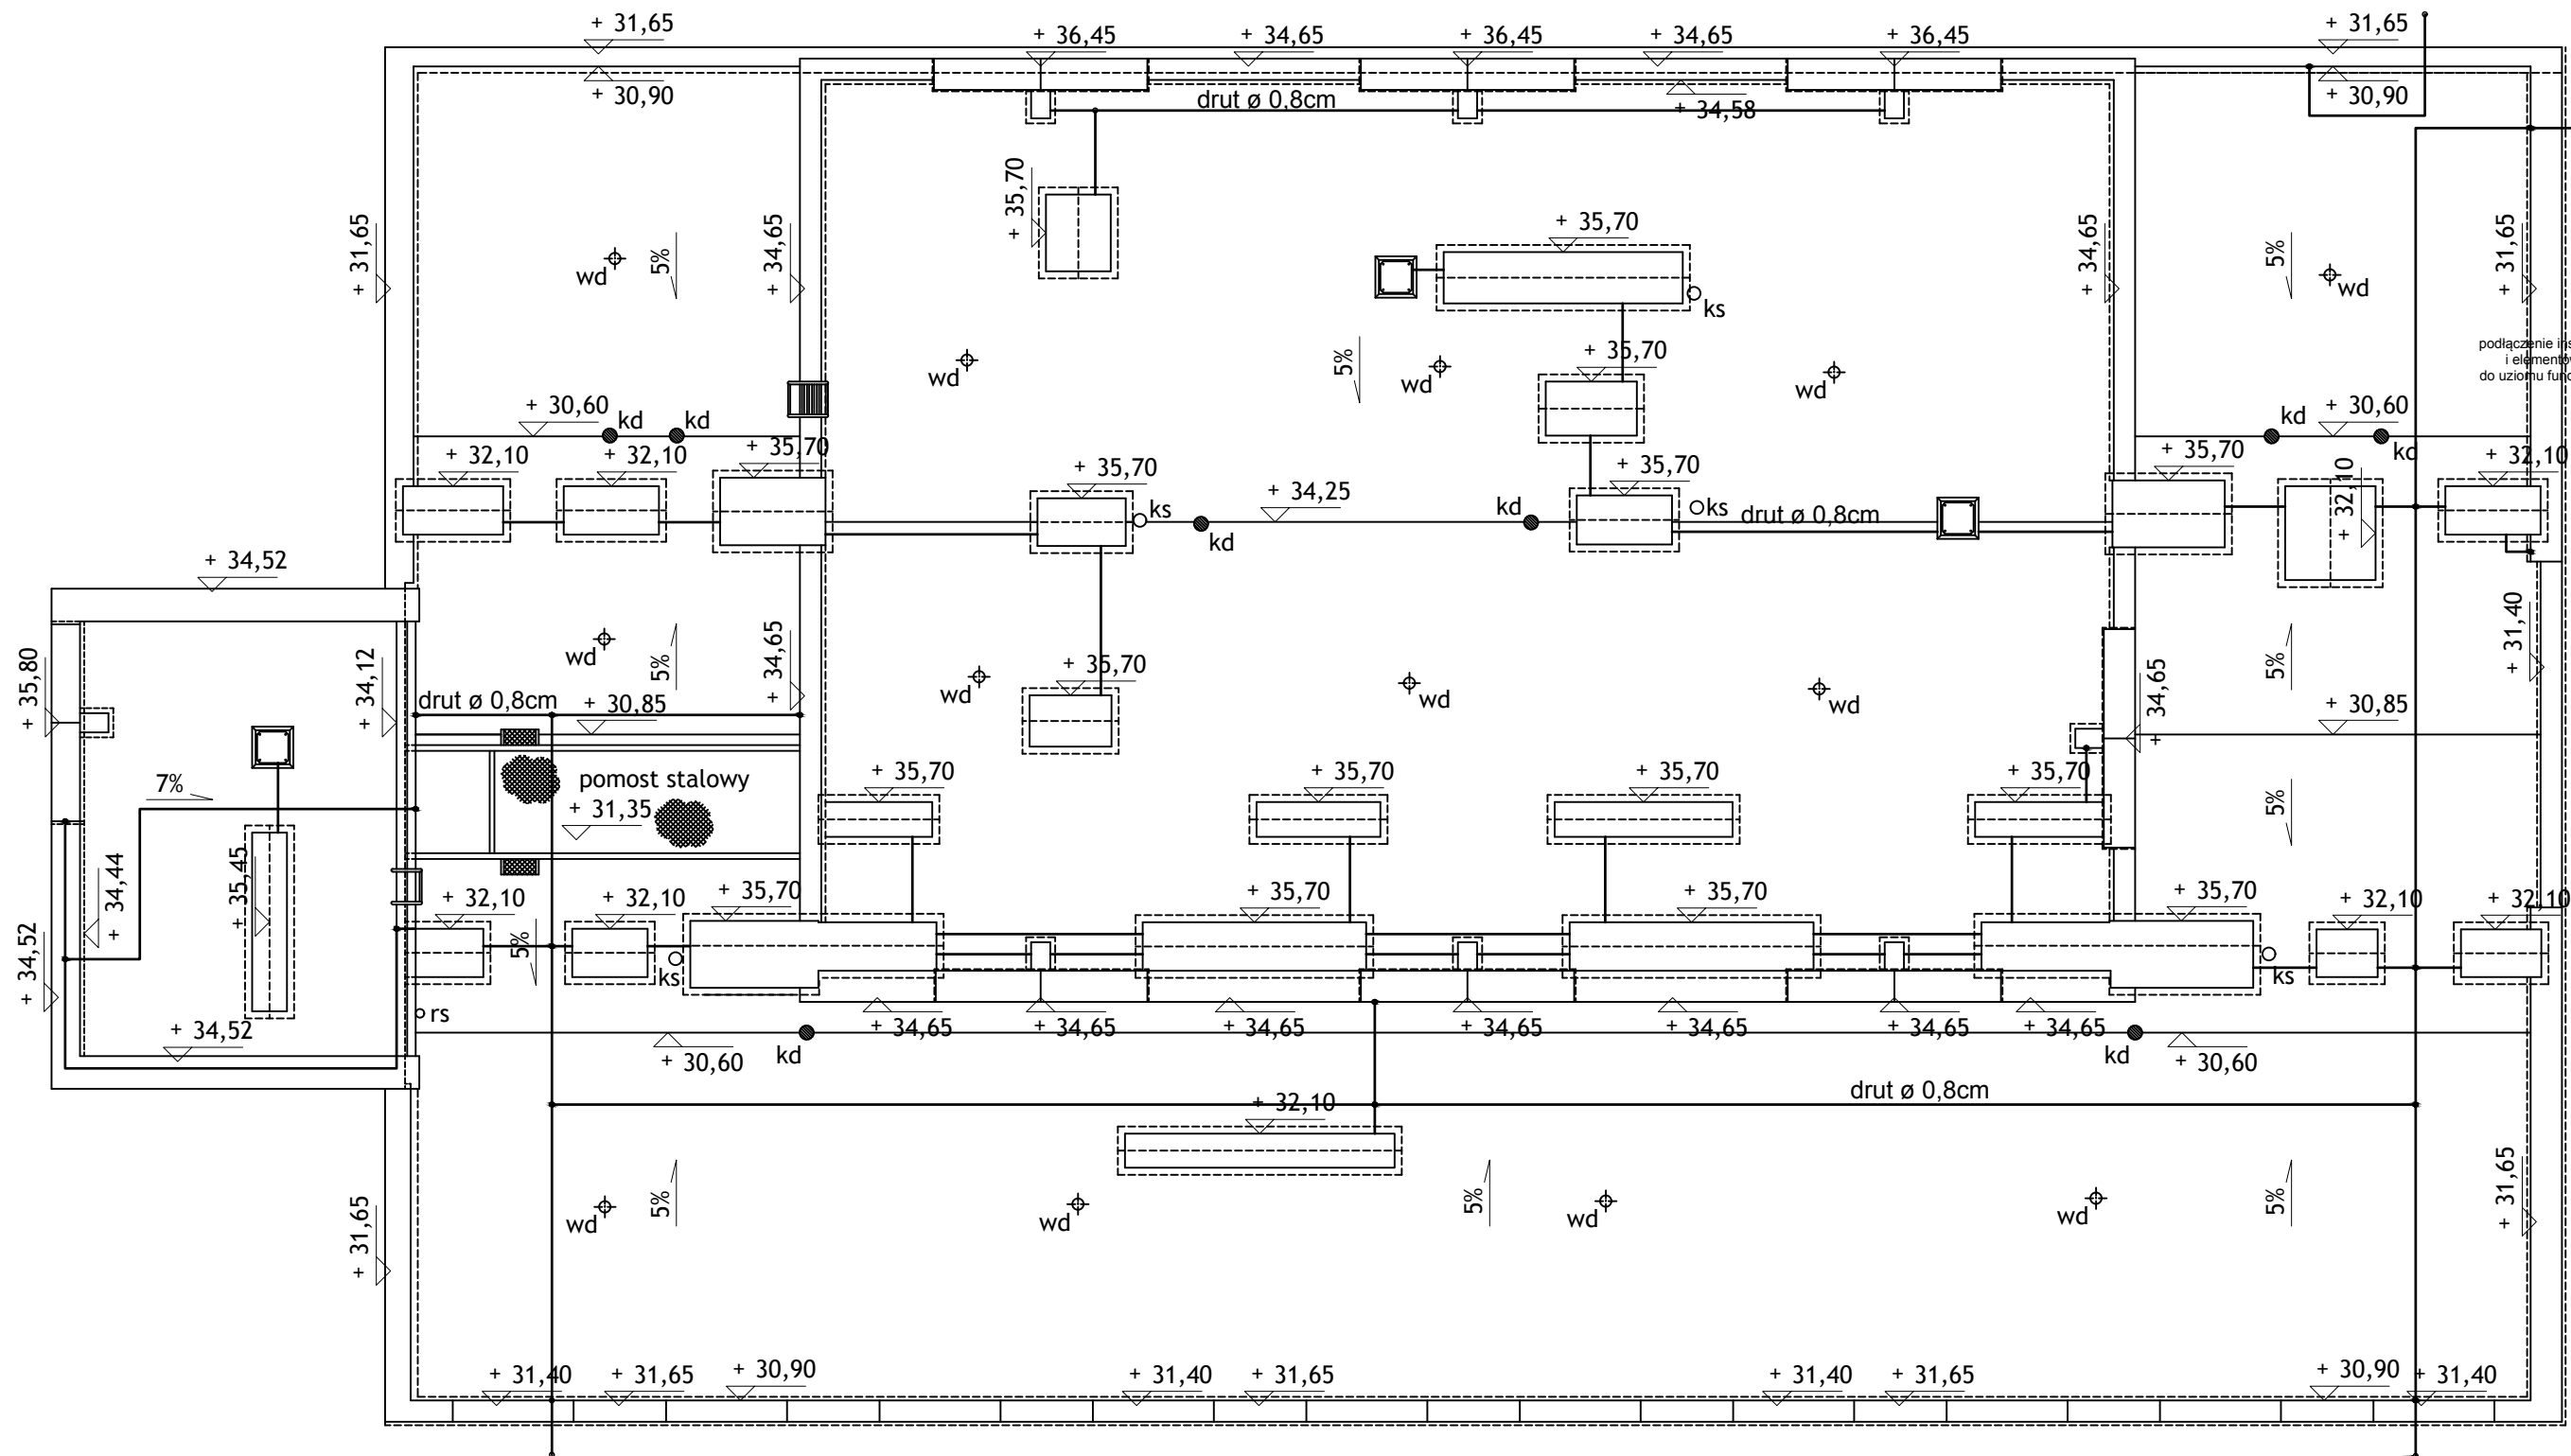 + 31,65
+ 36,45
+ 34,65
+ 36,45
+ 34,65
+ 36,45
+ 31,65
+ 30,90
drut ø 0,8cm
+ 34,58
+ 30,90
+ 35,70
+ 31,65
wd
5%
+ 34,65
+ 35,70
ks
+ 34,65
5%
wd
+ 31,65
wd
5%
wd
+ 35,70
wd
podłączenie
do uziomu
+ 30,60
kd
kd
kd
+ 30,60
kd
+ 32,10
+ 32,10
+ 35,70
+ 35,70
ks
+ 34,25
kd
kd
+ 35,70
ks
drut ø 0,8cm
+ 35,70
+ 32,10
+ 32,10
+ 34,52
+ 35,80
+ 34,12
wd
5%
+ 34,65
+ 35,70
wd
wd
wd
+ 34,65
5%
+ 31,40
drut ø 0,8cm
+ 30,85
+ 30,85
7%
pomost stalowy
+ 31,35
+ 35,70
+ 35,70
+ 35,70
+ 35,70
5%
+ 34,44
+ 35,45
+ 32,10
+ 32,10
+ 35,70
+ 35,70
+ 35,70
+ 35,70
+ 32,10
+ 32,10
+ 34,52
5%
ks
ks
rs
+ 34,52
+ 34,65
+ 34,65
+ 34,65
+ 34,65
+ 34,65
+ 34,65
+ 34,65
+ 30,60
kd
kd
+ 30,60
+ 32,10
drut ø 0,8cm
+ 31,65
wd
5%
wd
5%
wd
wd
5%
+ 31,65
+ 31,40
+ 31,65
+ 30,90
+ 31,40
+ 31,65
+ 31,40
+ 31,65
+ 30,90
+ 31,40